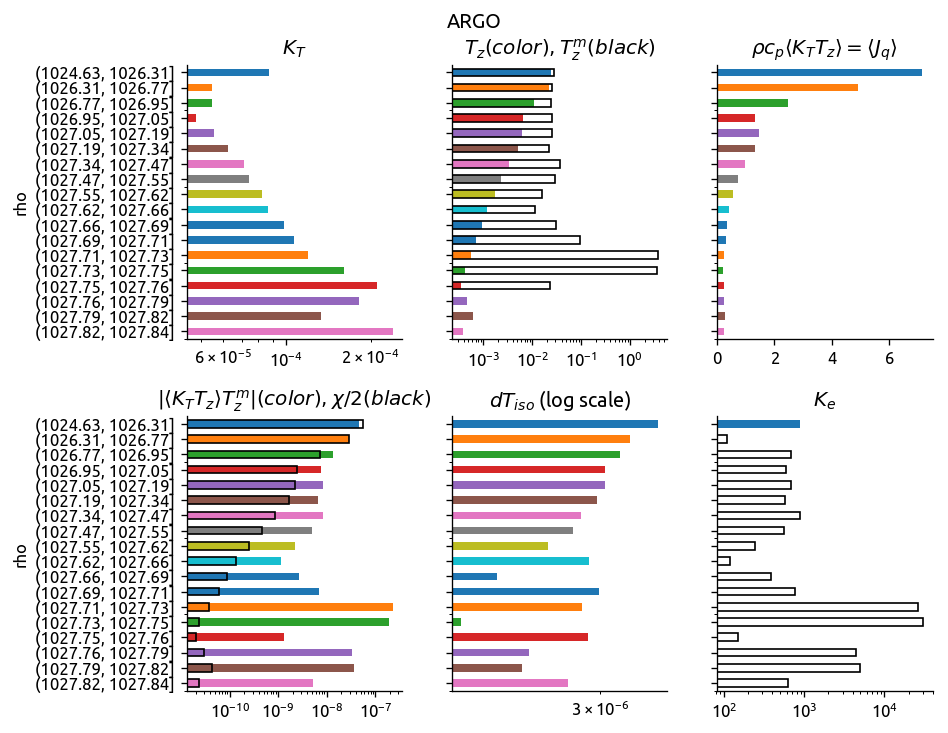 ARGO
K_T
T_z(color), T_z^m(black)
ρc_p⟨K_T T_z⟩ = ⟨J_q⟩
rho
(1024.63, 1026.31]
(1026.31, 1026.77]
(1026.77, 1026.95]
(1026.95, 1027.05]
(1027.05, 1027.19]
(1027.19, 1027.34]
(1027.34, 1027.47]
(1027.47, 1027.55]
(1027.55, 1027.62]
(1027.62, 1027.66]
(1027.66, 1027.69]
(1027.69, 1027.71]
(1027.71, 1027.73]
(1027.73, 1027.75]
(1027.75, 1027.76]
(1027.76, 1027.79]
(1027.79, 1027.82]
(1027.82, 1027.84]
6 × 10⁻⁵ 10⁻⁴ 2 × 10⁻⁴
10⁻³ 10⁻² 10⁻¹ 10⁰
0 2 4 6
|⟨K_T T_z⟩T_z^m|(color), χ/2(black)
dT_iso (log scale)
K_e
rho
(1024.63, 1026.31]
(1026.31, 1026.77]
(1026.77, 1026.95]
(1026.95, 1027.05]
(1027.05, 1027.19]
(1027.19, 1027.34]
(1027.34, 1027.47]
(1027.47, 1027.55]
(1027.55, 1027.62]
(1027.62, 1027.66]
(1027.66, 1027.69]
(1027.69, 1027.71]
(1027.71, 1027.73]
(1027.73, 1027.75]
(1027.75, 1027.76]
(1027.76, 1027.79]
(1027.79, 1027.82]
(1027.82, 1027.84]
10⁻¹⁰ 10⁻⁹ 10⁻⁸ 10⁻⁷
3 × 10⁻⁶
10² 10³ 10⁴